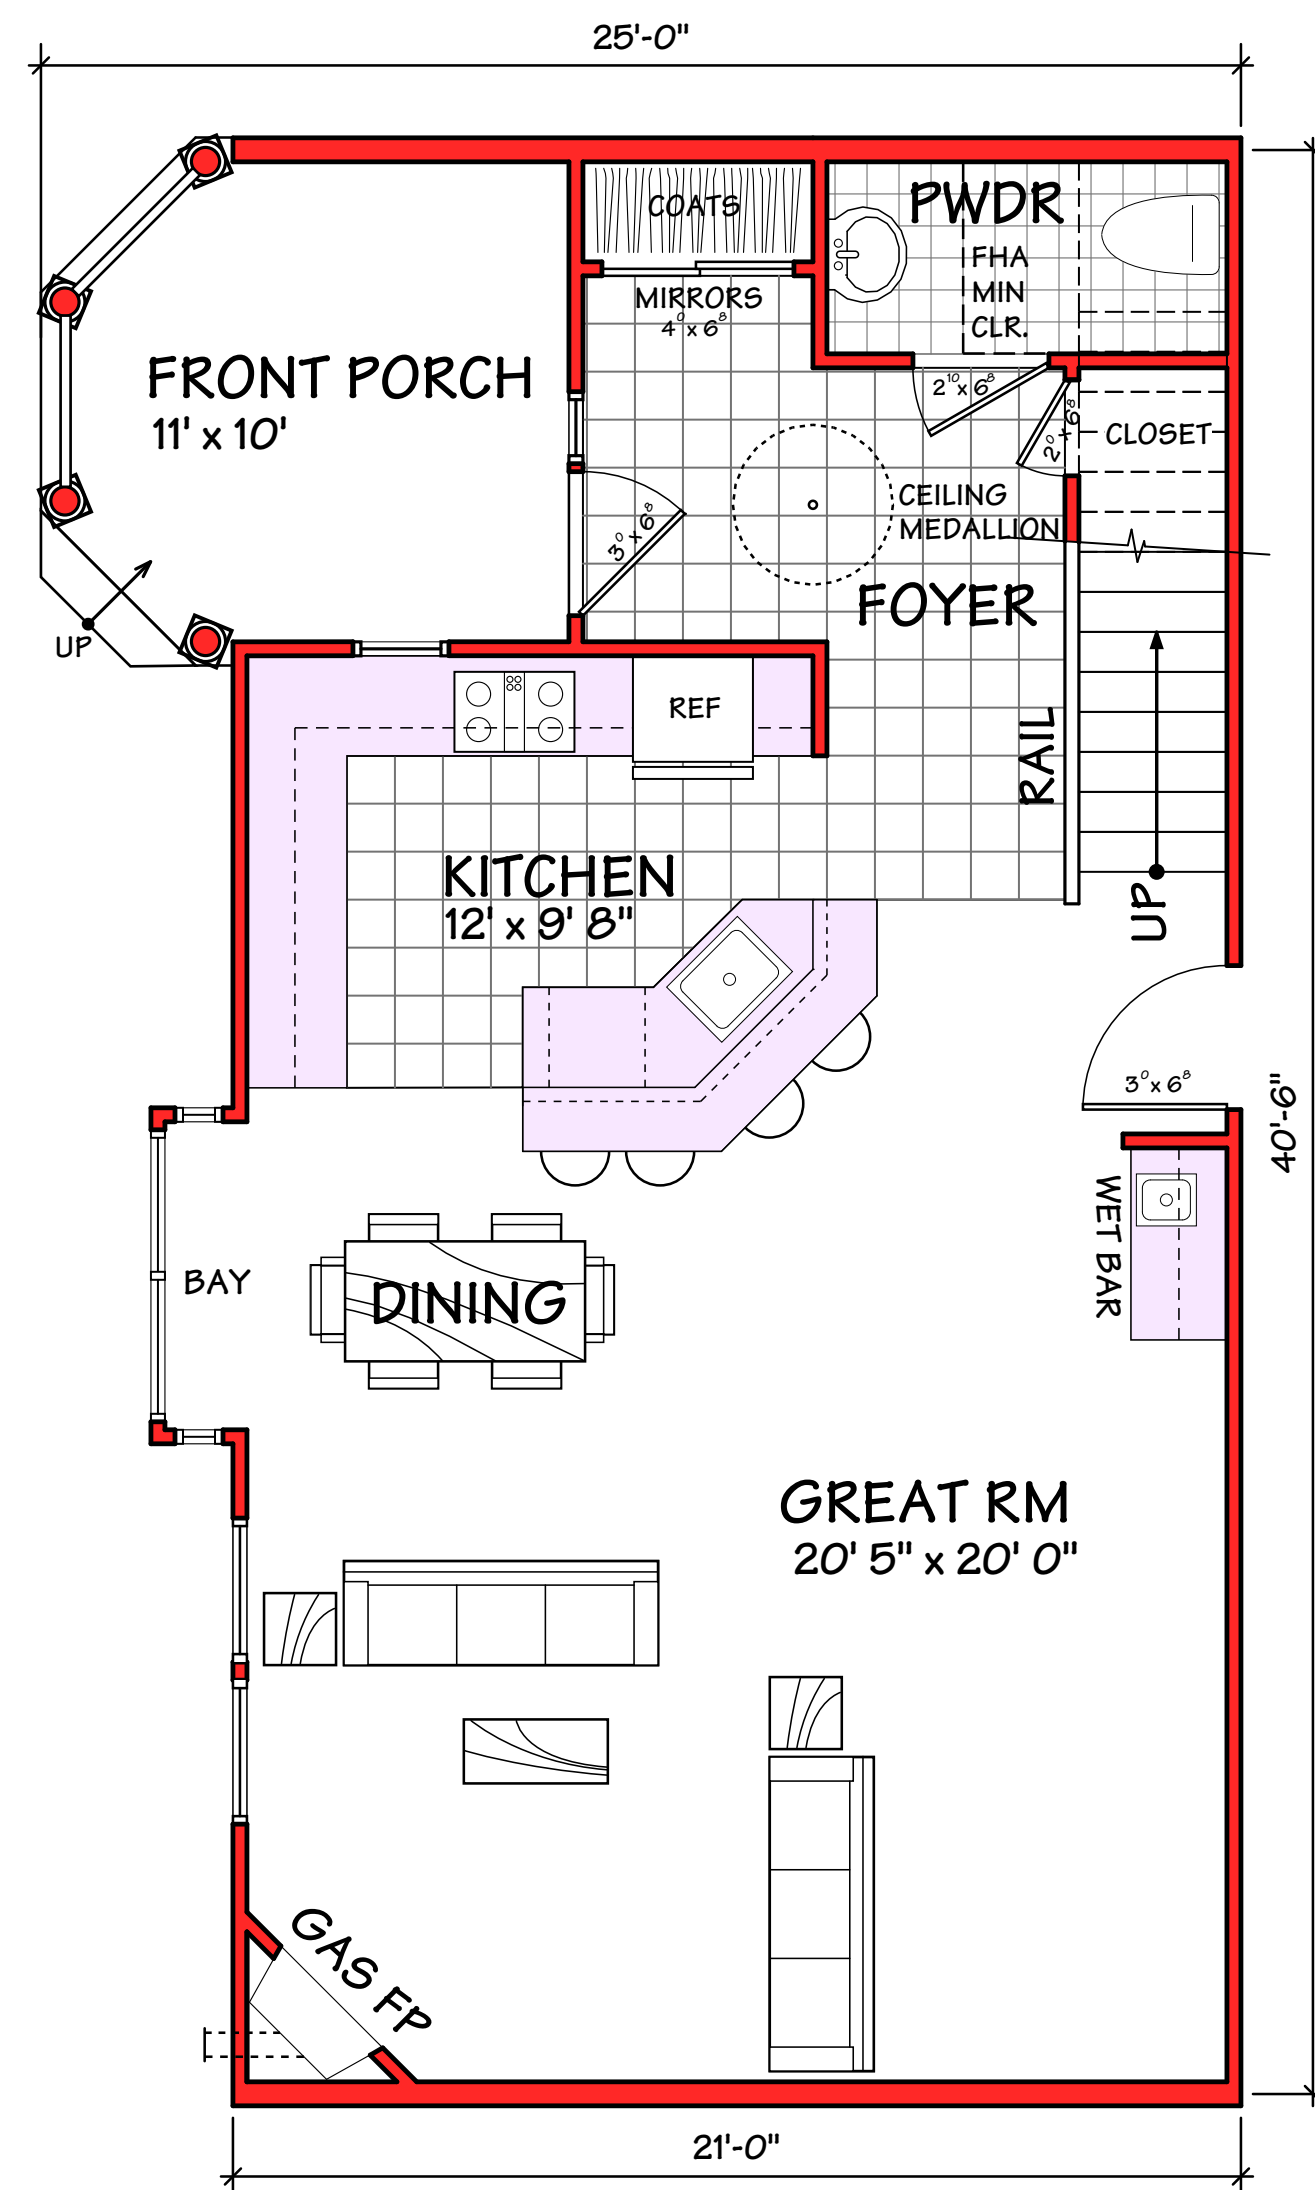 25'-0"
COATS
PWDR
FHA
MIN
CLR.
MIRRORS
4⁰ x 6⁸
FRONT PORCH
11' x 10'
2¹⁰ x 6⁸
2⁰ x 6⁸
CLOSET
CEILING
MEDALLION
3⁰ x 6⁸
FOYER
UP
REF
RAIL
KITCHEN
12' x 9' 8"
UP
3⁰ x 6⁸
40'-6"
WET BAR
BAY
DINING
GREAT RM
20' 5" x 20' 0"
GAS FP
21'-0"